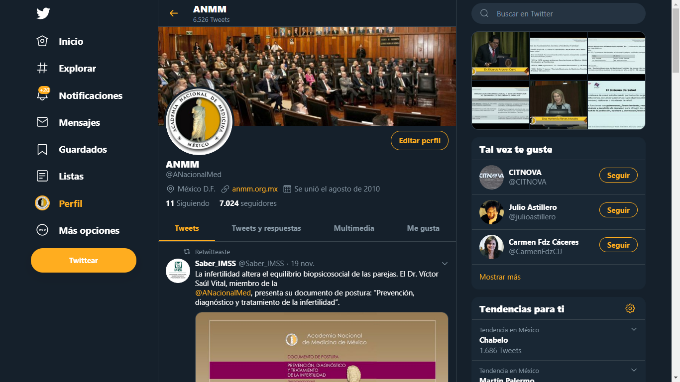 ANMM
6.526 Tweets
Buscar en Twitter
Inicio
Explorar
+20
Notificaciones
Mensajes
Guardados
Listas
Perfil
Más opciones
Twittear
ACADEMIA NACIONAL DE MEDICINA
MÉXICO
Editar perfil
ANMM
@ANacionalMed
México D.F. anmm.org.mx Se unió el agosto de 2010
11 Siguiendo 7.024 seguidores
Tweets Tweets y respuestas Multimedia Me gusta
Retwitteaste
Saber_IMSS @Saber_IMSS · 19 nov.
La infertilidad altera el equilibrio biopsicosocial de las parejas. El Dr. Víctor
Saúl Vital, miembro de la
@ANacionalMed, presenta su documento de postura: "Prevención,
diagnóstico y tratamiento de la infertilidad".
Academia Nacional
de Medicina de México
DOCUMENTO DE POSTURA
PREVENCIÓN, DIAGNÓSTICO
Y TRATAMIENTO
DE LA INFERTILIDAD
Tal vez te guste
CITNOVA
CITNOVA
@CITNOVA
Seguir
Julio Astillero
@julioastillero
Seguir
Carmen Fdz Cáceres
@CarmenFdzCIJ
Seguir
Mostrar más
Tendencias para ti
Tendencia en México
Chabelo
1.686 Tweets
Tendencia en México
Martín Palermo